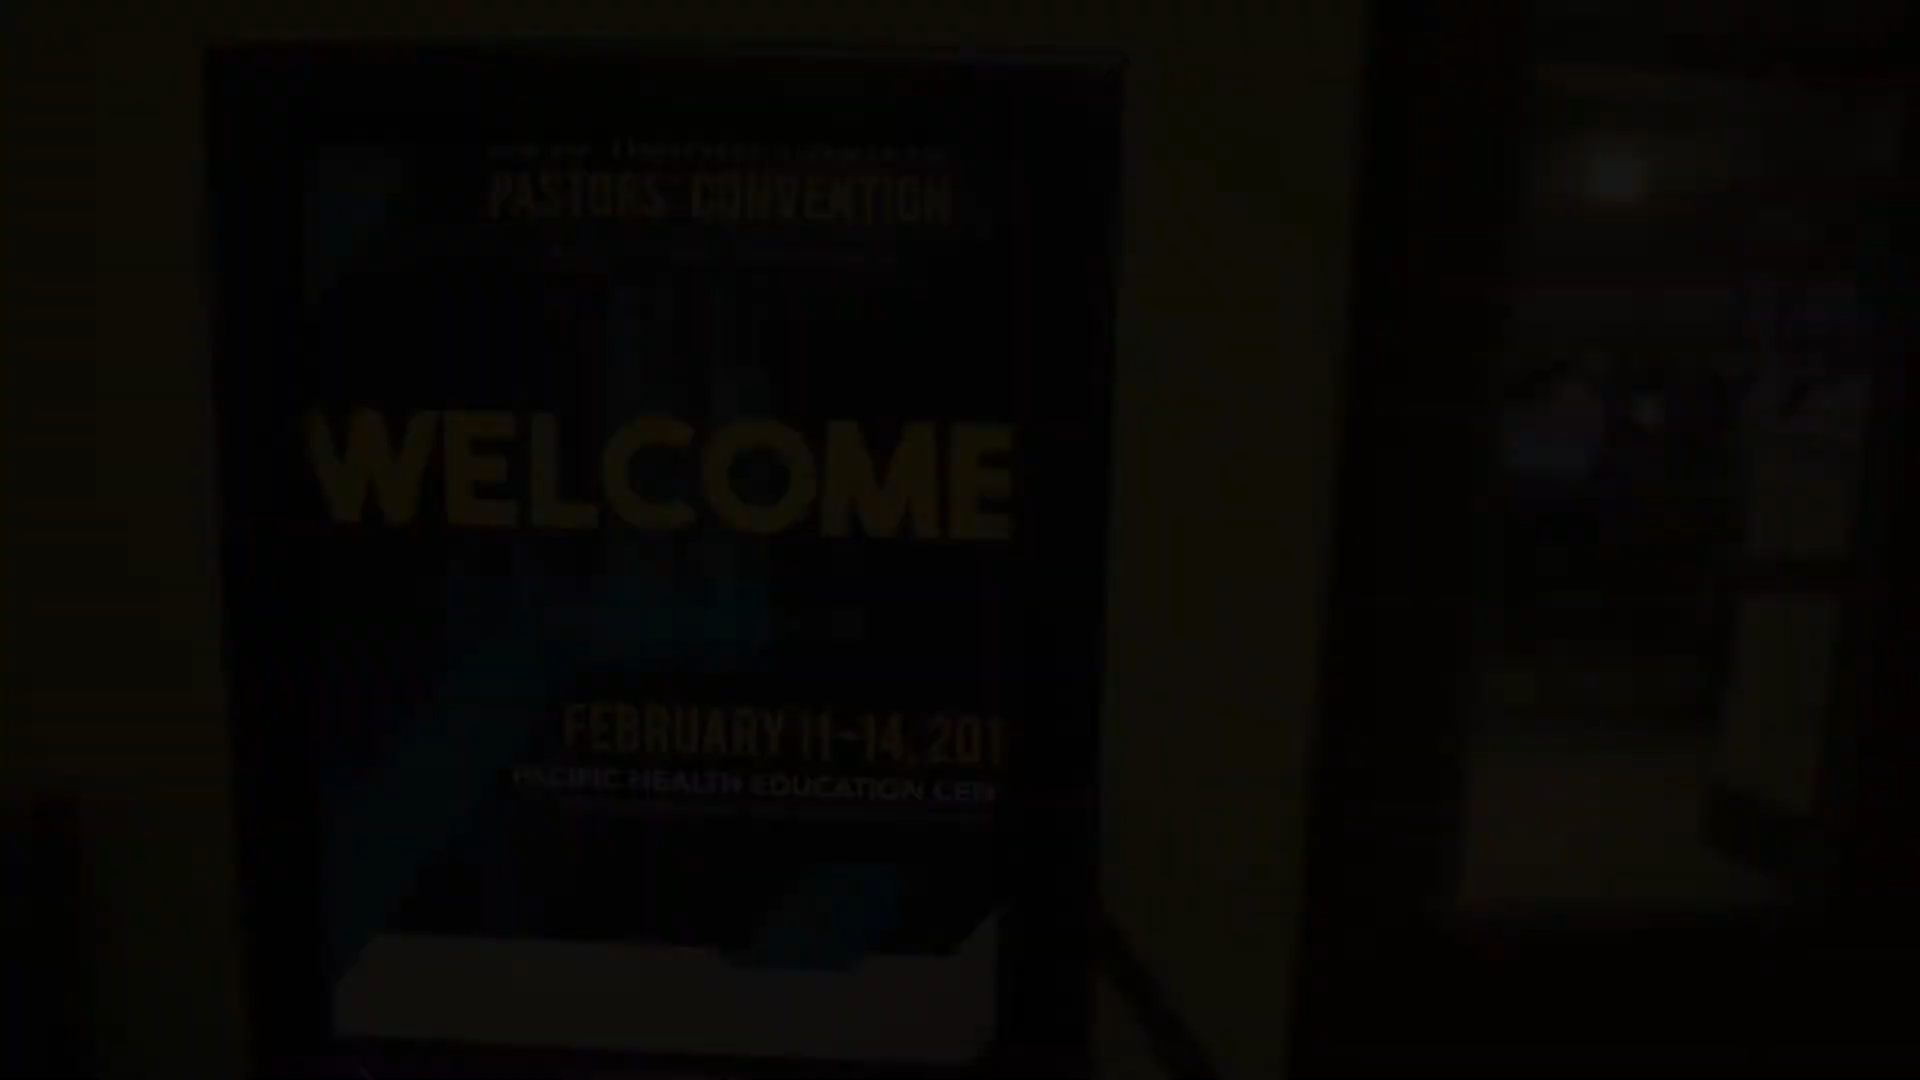 PASTORS' CONVENTION
WELCOME
FEBRUARY 11-14, 201
PACIFIC HEALTH EDUCATION CEN